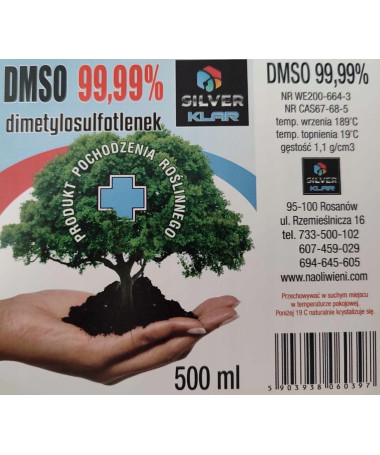 DMSO 99,99%
dimetylosulfotlenek
SILVER
KLAR
PRODUKT POCHODZENIA ROŚLINNEGO
500 ml
DMSO 99,99%
NR WE200-664-3
NR CAS67-68-5
temp. wrzenia 189°C
temp. topnienia 19°C
gęstość 1,1 g/cm3
SILVER
KLAR
95-100 Rosanów
ul. Rzemieślnicza 16
tel. 733-500-102
607-459-029
694-645-605
www.naoliwieni.com
Przechowywać w suchym miejscu
w temperaturze pokojowej.
Poniżej 19 C naturalnie krystalizuje się.
5 903938 060397